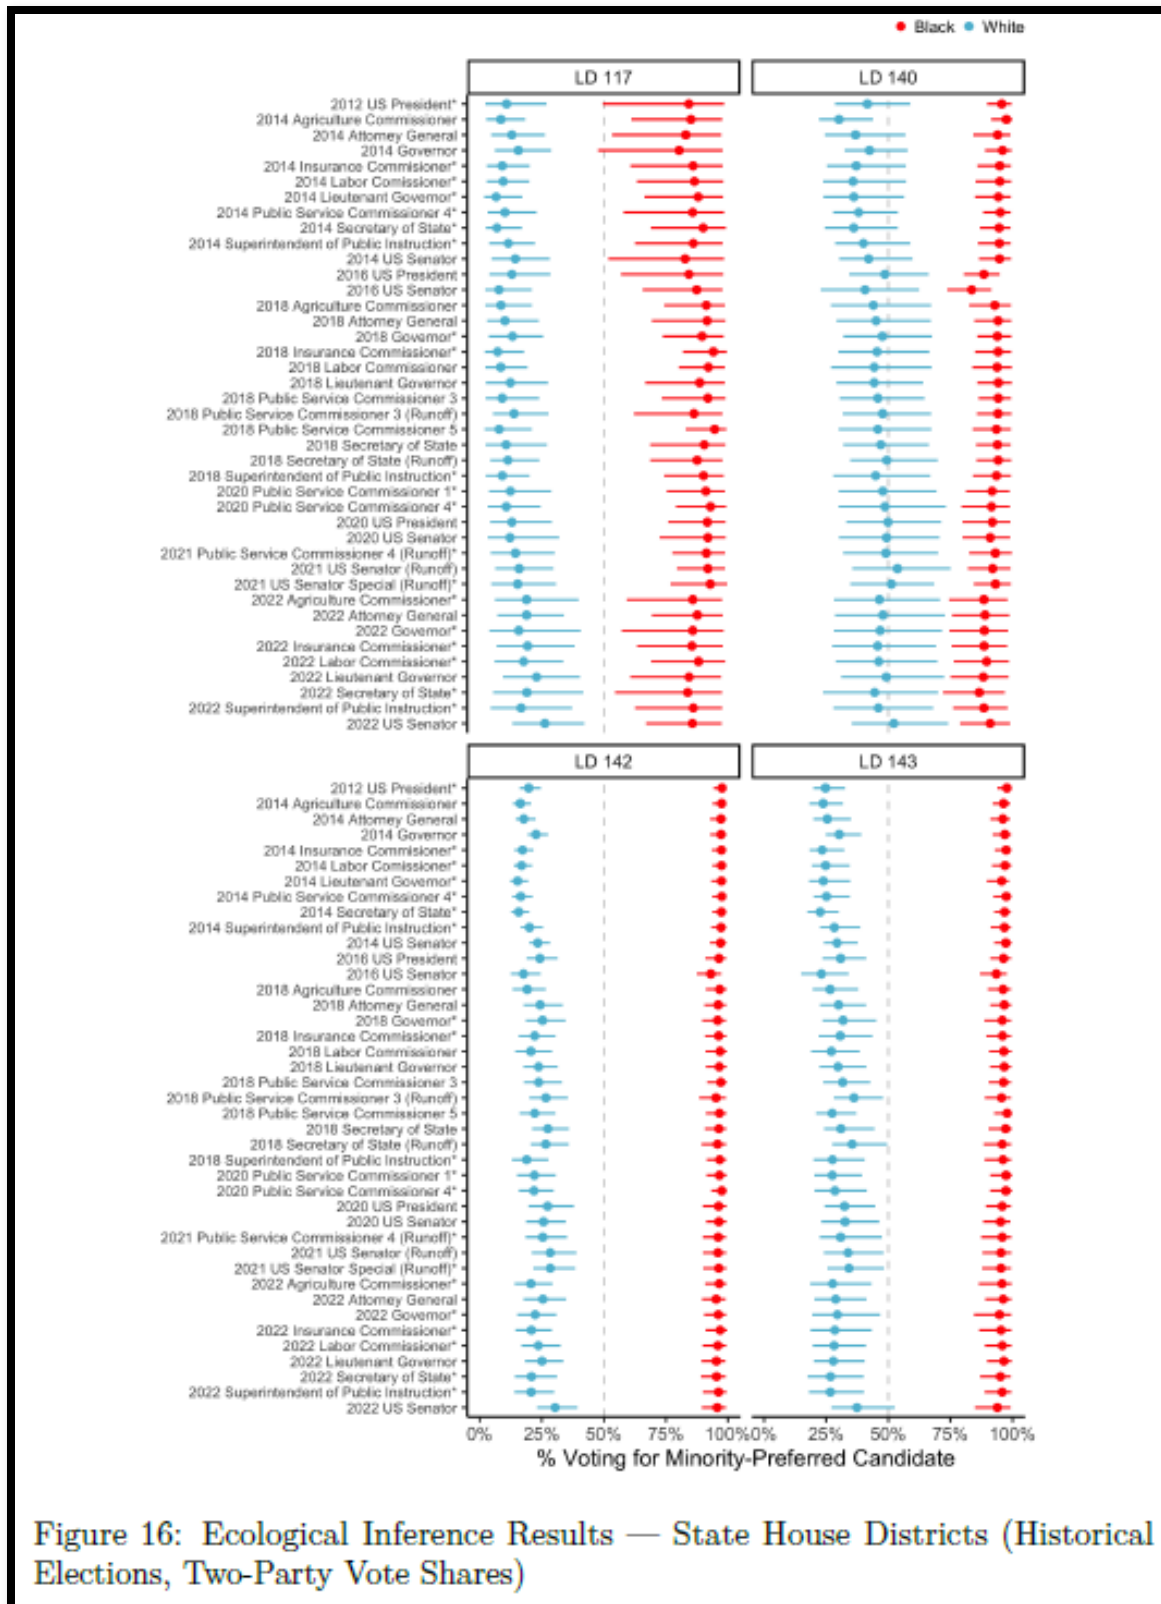 Black White
LD 117 LD 140
2012 US President*
2014 Agriculture Commissioner
2014 Attorney General
2014 Governor
2014 Insurance Commisioner*
2014 Labor Comissioner*
2014 Lieutenant Governor*
2014 Public Service Commissioner 4*
2014 Secretary of State*
2014 Superintendent of Public Instruction*
2014 US Senator
2016 US President
2016 US Senator
2018 Agriculture Commissioner
2018 Attorney General
2018 Governor*
2018 Insurance Commissioner*
2018 Labor Commissioner
2018 Lieutenant Governor
2018 Public Service Commissioner 3
2018 Public Service Commissioner 3 (Runoff)
2018 Public Service Commissioner 5
2018 Secretary of State
2018 Secretary of State (Runoff)
2018 Superintendent of Public Instruction*
2020 Public Service Commissioner 1*
2020 Public Service Commissioner 4*
2020 US President
2020 US Senator
2021 Public Service Commissioner 4 (Runoff)*
2021 US Senator (Runoff)
2021 US Senator Special (Runoff)*
2022 Agriculture Commissioner*
2022 Attorney General
2022 Governor*
2022 Insurance Commissioner*
2022 Labor Commissioner*
2022 Lieutenant Governor
2022 Secretary of State*
2022 Superintendent of Public Instruction*
2022 US Senator
LD 142 LD 143
2012 US President*
2014 Agriculture Commissioner
2014 Attorney General
2014 Governor
2014 Insurance Commisioner*
2014 Labor Comissioner*
2014 Lieutenant Governor*
2014 Public Service Commissioner 4*
2014 Secretary of State*
2014 Superintendent of Public Instruction*
2014 US Senator
2016 US President
2016 US Senator
2018 Agriculture Commissioner
2018 Attorney General
2018 Governor*
2018 Insurance Commissioner*
2018 Labor Commissioner
2018 Lieutenant Governor
2018 Public Service Commissioner 3
2018 Public Service Commissioner 3 (Runoff)
2018 Public Service Commissioner 5
2018 Secretary of State
2018 Secretary of State (Runoff)
2018 Superintendent of Public Instruction*
2020 Public Service Commissioner 1*
2020 Public Service Commissioner 4*
2020 US President
2020 US Senator
2021 Public Service Commissioner 4 (Runoff)*
2021 US Senator (Runoff)
2021 US Senator Special (Runoff)*
2022 Agriculture Commissioner*
2022 Attorney General
2022 Governor*
2022 Insurance Commissioner*
2022 Labor Commissioner*
2022 Lieutenant Governor
2022 Secretary of State*
2022 Superintendent of Public Instruction*
2022 US Senator
0% 25% 50% 75% 100% 0% 25% 50% 75% 100%
% Voting for Minority-Preferred Candidate
Figure 16: Ecological Inference Results — State House Districts (Historical
Elections, Two-Party Vote Shares)